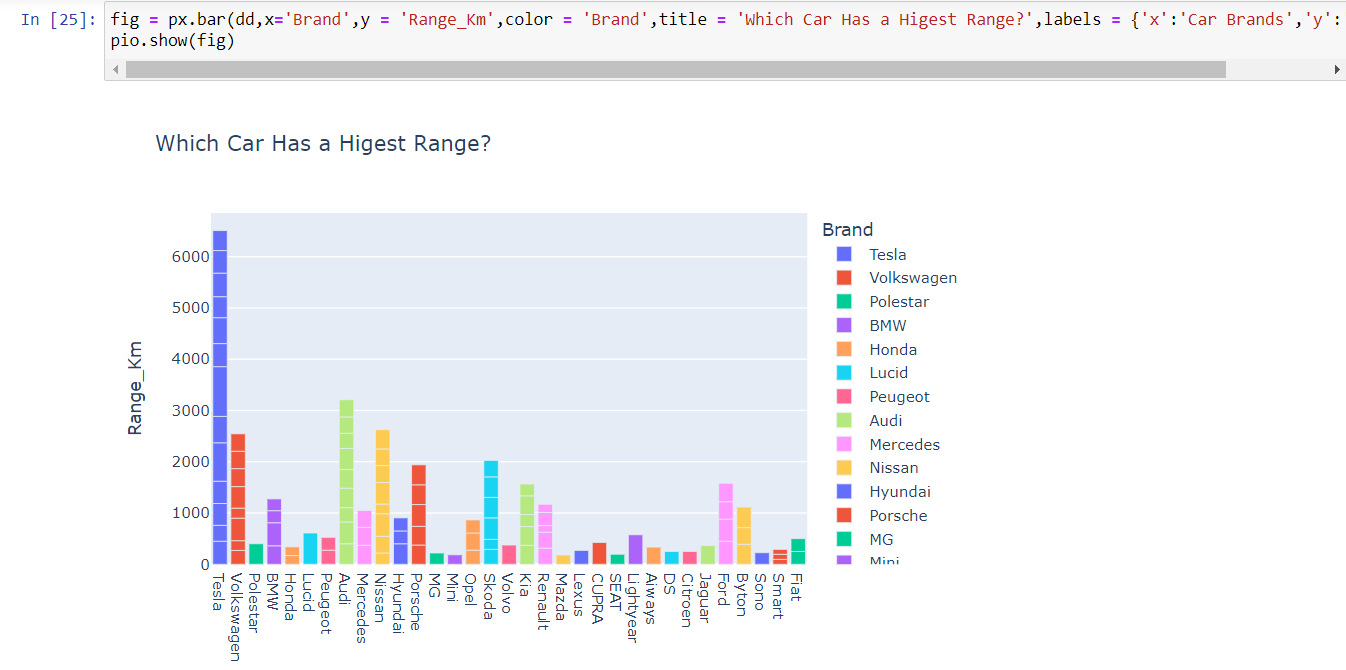 In [25]: fig = px.bar(dd,x='Brand',y = 'Range_Km',color = 'Brand',title = 'Which Car Has a Higest Range?',labels = {'x':'Car Brands','y':
pio.show(fig)
Which Car Has a Higest Range?
Range_Km
6000
5000
4000
3000
2000
1000
0
Tesla
Volkswagen
Polestar
BMW
Honda
Lucid
Peugeot
Audi
Mercedes
Nissan
Hyundai
Porsche
MG
Mini
Opel
Skoda
Volvo
Kia
Renault
Mazda
Lexus
CUPRA
SEAT
Lightyear
Aiways
DS
Citroen
Jaguar
Ford
Byton
Sono
Smart
Fiat
Brand
Tesla
Volkswagen
Polestar
BMW
Honda
Lucid
Peugeot
Audi
Mercedes
Nissan
Hyundai
Porsche
MG
Mini